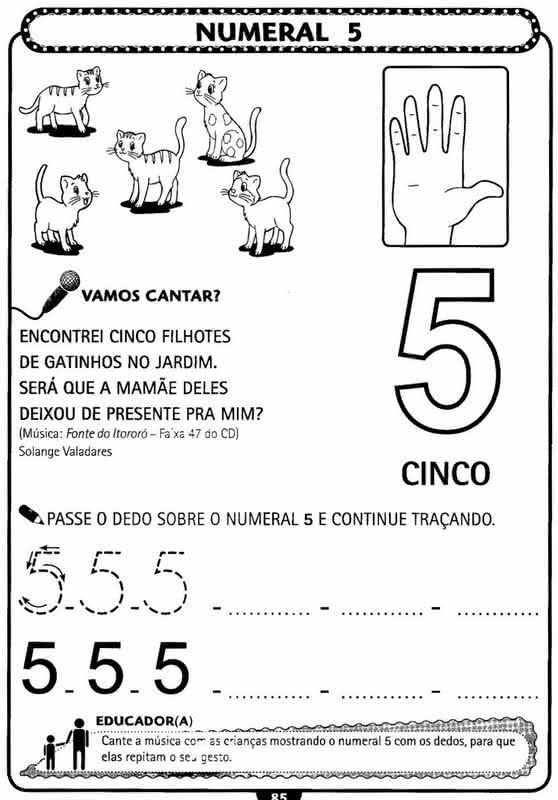 NUMERAL 5
VAMOS CANTAR?
ENCONTREI CINCO FILHOTES
DE GATINHOS NO JARDIM.
SERÁ QUE A MAMÃE DELES
DEIXOU DE PRESENTE PRA MIM?
(Música: Fonte do Itororó – Faixa 47 do CD)
Solange Valadares
5
CINCO
PASSE O DEDO SOBRE O NUMERAL 5 E CONTINUE TRAÇANDO.
5-5-5 - ............ - ............ - ............
5-5-5 - ............ - ............ - ............
EDUCADOR(A)
Cante a música com as crianças mostrando o numeral 5 com os dedos, para que
elas repitam o seu gesto.
85